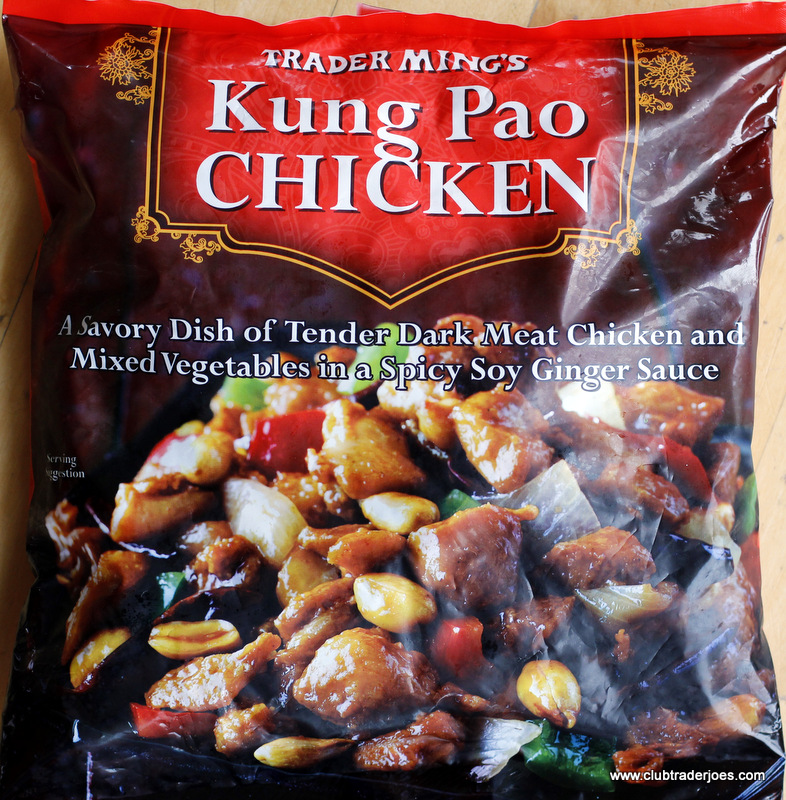 TRADER MING'S
Kung Pao
CHICKEN
A Savory Dish of Tender Dark Meat Chicken and
Mixed Vegetables in a Spicy Soy Ginger Sauce
Serving
Suggestion
www.clubtraderjoes.com